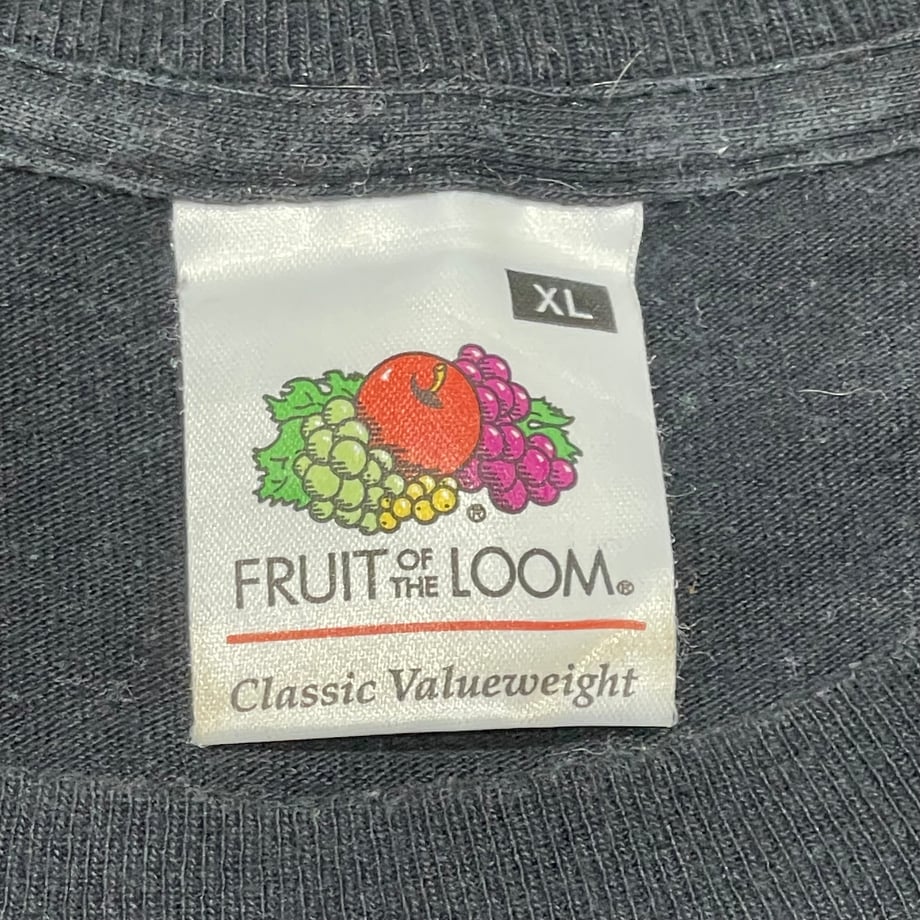 XL
®
FRUIT OF THE LOOM®
Classic Valueweight